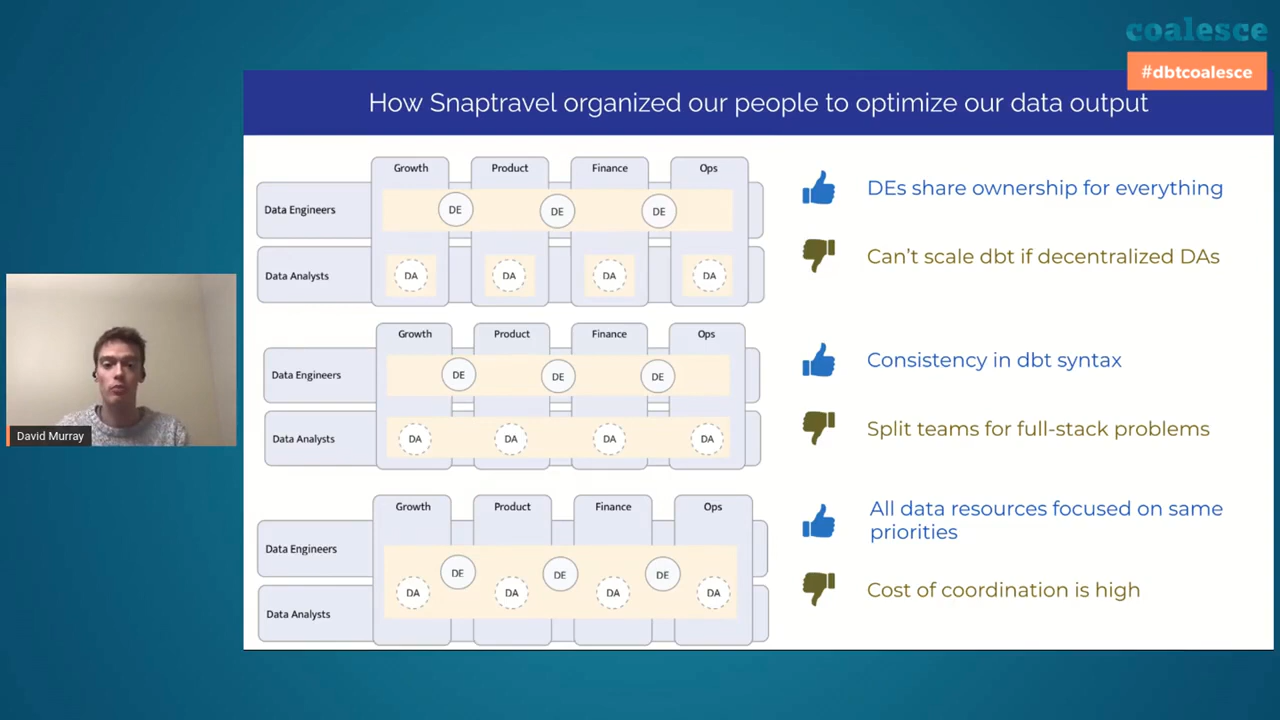 coalesce
#dbtcoalesce
How Snaptravel organized our people to optimize our data output
Growth Product Finance Ops
Data Engineers DE DE DE
Data Analysts DA DA DA DA
DEs share ownership for everything
Can't scale dbt if decentralized DAs
Growth Product Finance Ops
Data Engineers DE DE DE
Data Analysts DA DA DA DA
Consistency in dbt syntax
Split teams for full-stack problems
Growth Product Finance Ops
Data Engineers DE DE DE
Data Analysts DA DA DA DA
All data resources focused on same
priorities
Cost of coordination is high
David Murray